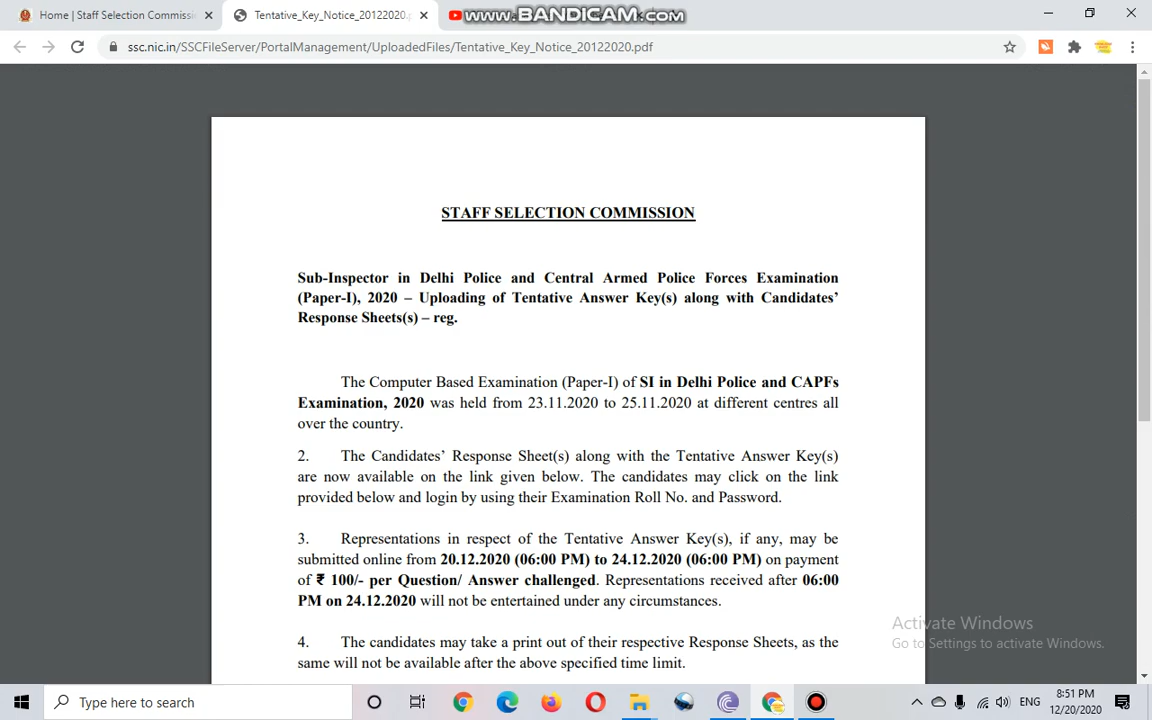 Home | Staff Selection Commissi
Tentative_Key_Notice_20122020.p
www.BANDICAM.com
ssc.nic.in/SSCFileServer/PortalManagement/UploadedFiles/Tentative_Key_Notice_20122020.pdf
STAFF SELECTION COMMISSION
Sub-Inspector in Delhi Police and Central Armed Police Forces Examination
(Paper-I), 2020 – Uploading of Tentative Answer Key(s) along with Candidates’
Response Sheets(s) – reg.
The Computer Based Examination (Paper-I) of SI in Delhi Police and CAPFs
Examination, 2020 was held from 23.11.2020 to 25.11.2020 at different centres all
over the country.
2. The Candidates’ Response Sheet(s) along with the Tentative Answer Key(s)
are now available on the link given below. The candidates may click on the link
provided below and login by using their Examination Roll No. and Password.
3. Representations in respect of the Tentative Answer Key(s), if any, may be
submitted online from 20.12.2020 (06:00 PM) to 24.12.2020 (06:00 PM) on payment
of ₹ 100/- per Question/ Answer challenged. Representations received after 06:00
PM on 24.12.2020 will not be entertained under any circumstances.
4. The candidates may take a print out of their respective Response Sheets, as the
same will not be available after the above specified time limit.
Activate Windows
Go to Settings to activate Windows.
Type here to search
ENG
8:51 PM
12/20/2020